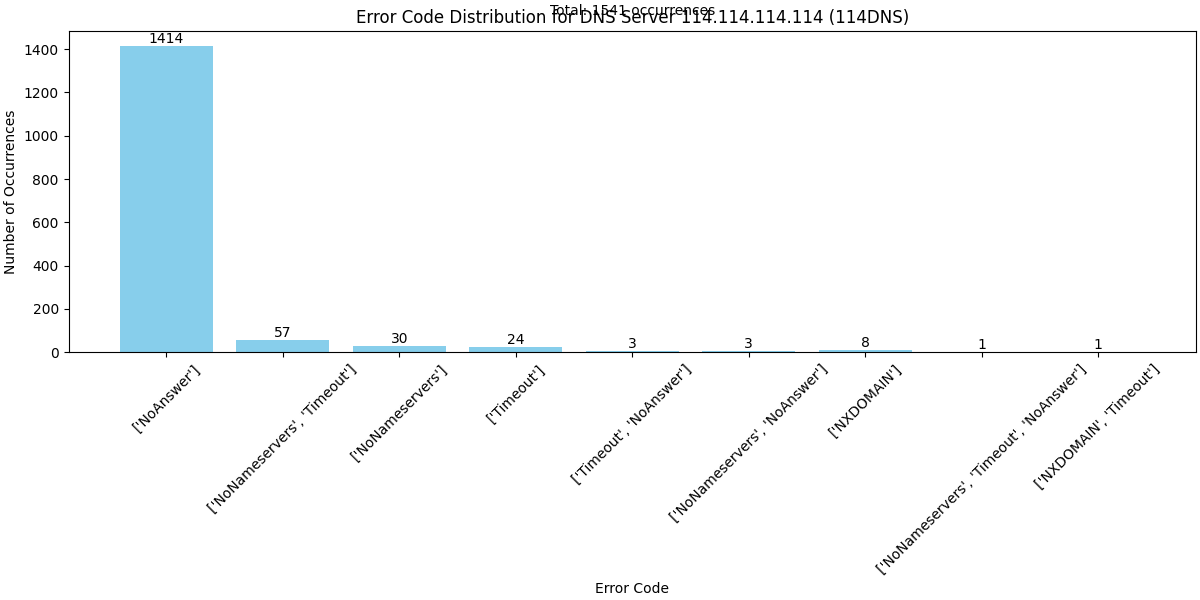 Total: 1541 occurrences
Error Code Distribution for DNS Server 114.114.114.114 (114DNS)
Number of Occurrences
1400
1200
1000
800
600
400
200
0
1414
57
30
24
3
3
8
1
1
['NoAnswer']
['NoNameservers', 'Timeout']
['NoNameservers']
['Timeout']
['Timeout', 'NoAnswer']
['NoNameservers', 'NoAnswer']
['NXDOMAIN']
['NoNameservers', 'Timeout', 'NoAnswer']
['NXDOMAIN', 'Timeout']
Error Code